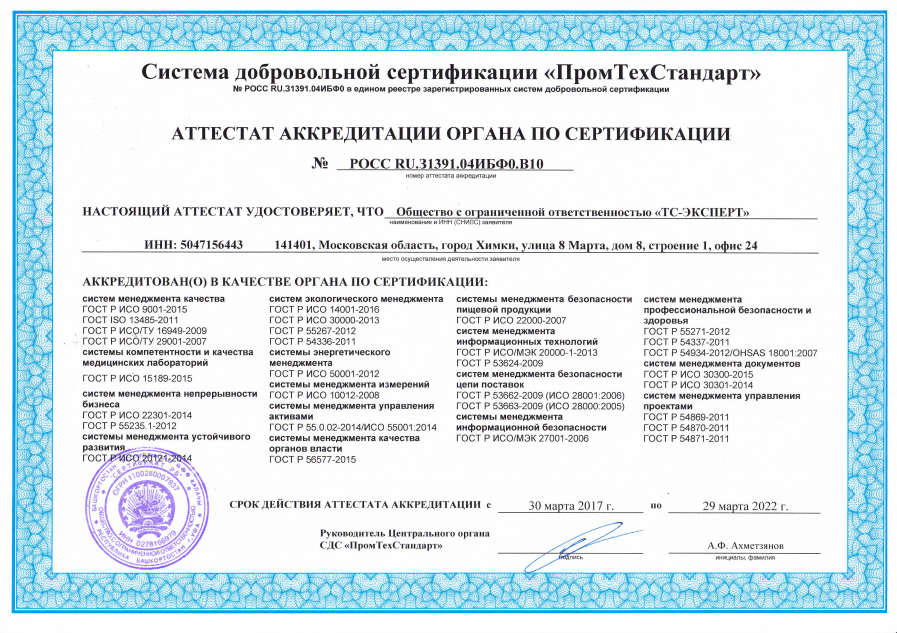 Система добровольной сертификации «ПромТехСтандарт»
№ РОСС RU.31391.04ИБФ0 в едином реестре зарегистрированных систем добровольной сертификации
АТТЕСТАТ АККРЕДИТАЦИИ ОРГАНА ПО СЕРТИФИКАЦИИ
№ РОСС RU.31391.04ИБФ0.В10
номер аттестата аккредитации
НАСТОЯЩИЙ АТТЕСТАТ УДОСТОВЕРЯЕТ, ЧТО Общество с ограниченной ответственностью «ТС-ЭКСПЕРТ»
наименование и ИНН (СНИЛС) заявителя
ИНН: 5047156443 141401, Московская область, город Химки, улица 8 Марта, дом 8, строение 1, офис 24
место осуществления деятельности заявителя
АККРЕДИТОВАН(О) В КАЧЕСТВЕ ОРГАНА ПО СЕРТИФИКАЦИИ:
систем менеджмента качества
ГОСТ Р ИСО 9001-2015
ГОСТ ISO 13485-2011
ГОСТ Р ИСО/ТУ 16949-2009
ГОСТ Р ИСО/ТУ 29001-2007
системы компетентности и качества
медицинских лабораторий
ГОСТ Р ИСО 15189-2015
систем менеджмента непрерывности
бизнеса
ГОСТ Р ИСО 22301-2014
ГОСТ Р 55235.1-2012
системы менеджмента устойчивого
развития
ГОСТ Р ИСО 20121-2014
систем экологического менеджмента
ГОСТ Р ИСО 14001-2016
ГОСТ Р ИСО 30000-2013
ГОСТ Р 55267-2012
ГОСТ Р 54336-2011
системы энергетического
менеджмента
ГОСТ Р ИСО 50001-2012
системы менеджмента измерений
ГОСТ Р ИСО 10012-2008
системы менеджмента управления
активами
ГОСТ Р 55.0.02-2014/ИСО 55001:2014
системы менеджмента качества
органов власти
ГОСТ Р 56577-2015
системы менеджмента безопасности
пищевой продукции
ГОСТ Р ИСО 22000-2007
систем менеджмента
информационных технологий
ГОСТ Р ИСО/МЭК 20000-1-2013
ГОСТ Р 53624-2009
систем менеджмента безопасности
цепи поставок
ГОСТ Р 53662-2009 (ИСО 28001:2006)
ГОСТ Р 53663-2009 (ИСО 28000:2005)
системы менеджмента
информационной безопасности
ГОСТ Р ИСО/МЭК 27001-2006
систем менеджмента
профессиональной безопасности и
здоровья
ГОСТ Р 55271-2012
ГОСТ Р 54337-2011
ГОСТ Р 54934-2012/OHSAS 18001:2007
систем менеджмента документов
ГОСТ Р ИСО 30300-2015
ГОСТ Р ИСО 30301-2014
системы менеджмента управления
проектами
ГОСТ Р 54869-2011
ГОСТ Р 54870-2011
ГОСТ Р 54871-2011
СРОК ДЕЙСТВИЯ АТТЕСТАТА АККРЕДИТАЦИИ с 30 марта 2017 г. по 29 марта 2022 г.
Руководитель Центрального органа
СДС «ПромТехСтандарт»
А.Ф. Ахметзянов
подпись
инициалы, фамилия
РЕСПУБЛИКА БАШКОРТОСТАН г. УФА
ИНН 0278166979